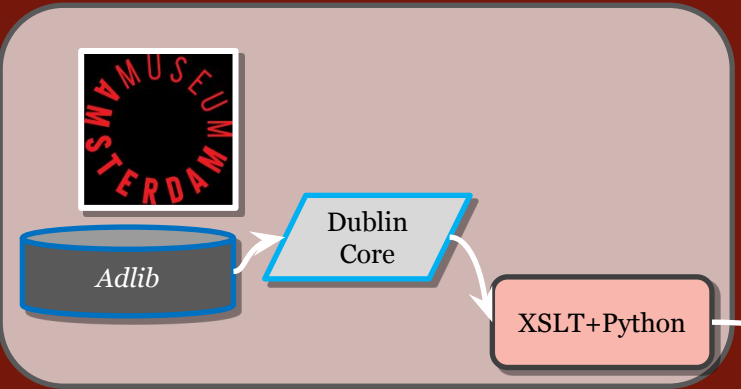 AMSTERDAM MUSEUM
Adlib
Dublin
Core
XSLT+Python